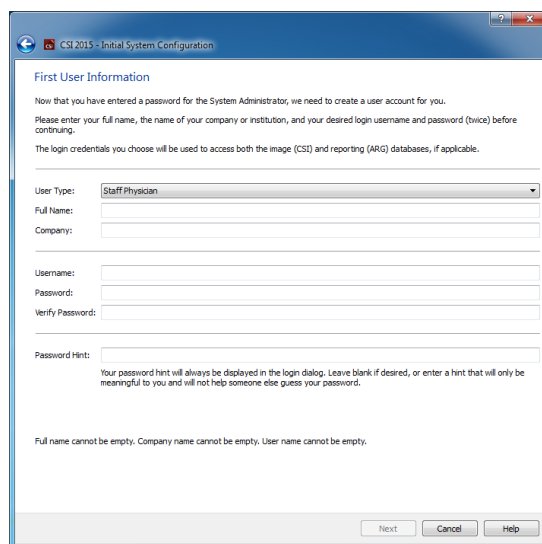 CSI 2015 - Initial System Configuration
First User Information
Now that you have entered a password for the System Administrator, we need to create a user account for you.
Please enter your full name, the name of your company or institution, and your desired login username and password (twice) before
continuing.
The login credentials you choose will be used to access both the image (CSI) and reporting (ARG) databases, if applicable.
User Type: Staff Physician
Full Name:
Company:
Username:
Password:
Verify Password:
Password Hint:
Your password hint will always be displayed in the login dialog. Leave blank if desired, or enter a hint that will only be
meaningful to you and will not help someone else guess your password.
Full name cannot be empty. Company name cannot be empty. User name cannot be empty.
Next Cancel Help